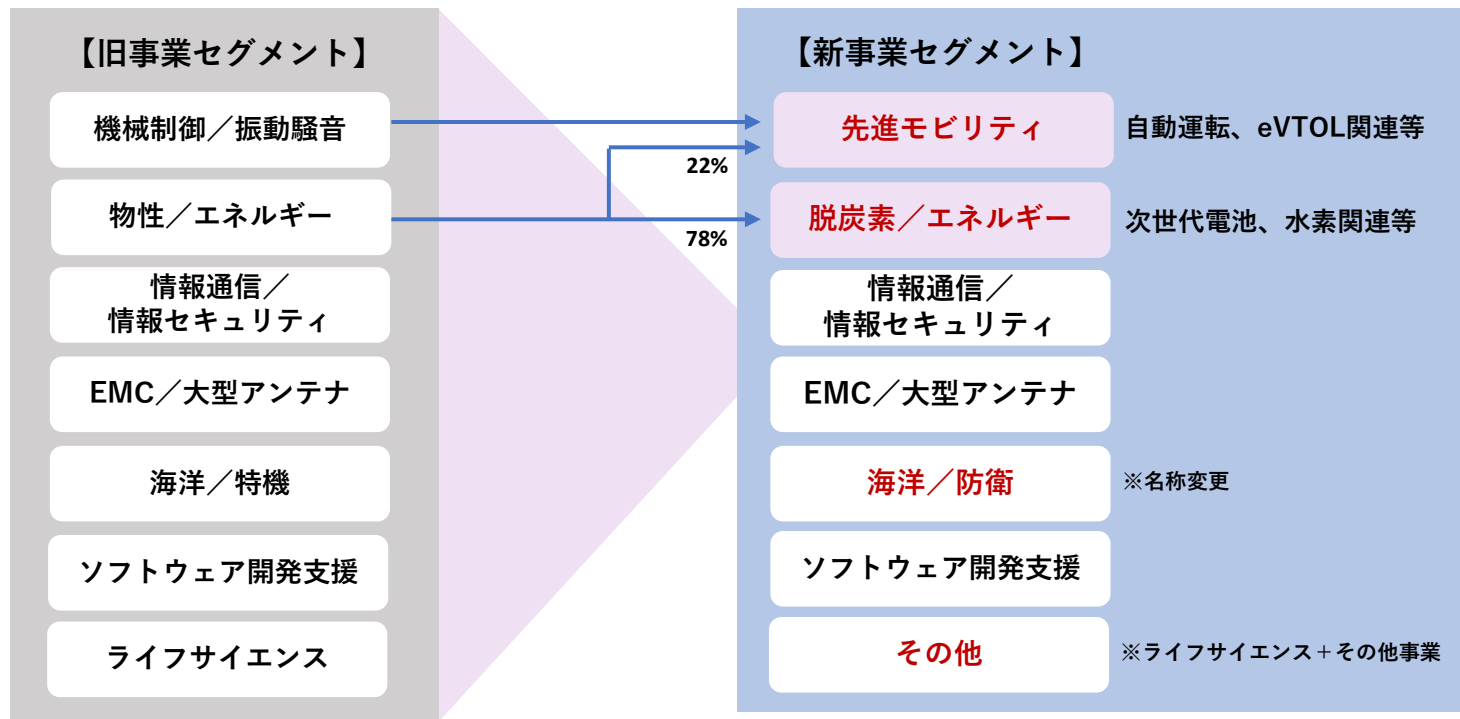 【旧事業セグメント】
機械制御／振動騒音
物性／エネルギー
情報通信／
情報セキュリティ
EMC／大型アンテナ
海洋／特機
ソフトウェア開発支援
ライフサイエンス
22%
78%
【新事業セグメント】
先進モビリティ
自動運転、eVTOL関連等
脱炭素／エネルギー
次世代電池、水素関連等
情報通信／
情報セキュリティ
EMC／大型アンテナ
海洋／防衛
※名称変更
ソフトウェア開発支援
その他
※ライフサイエンス＋その他事業